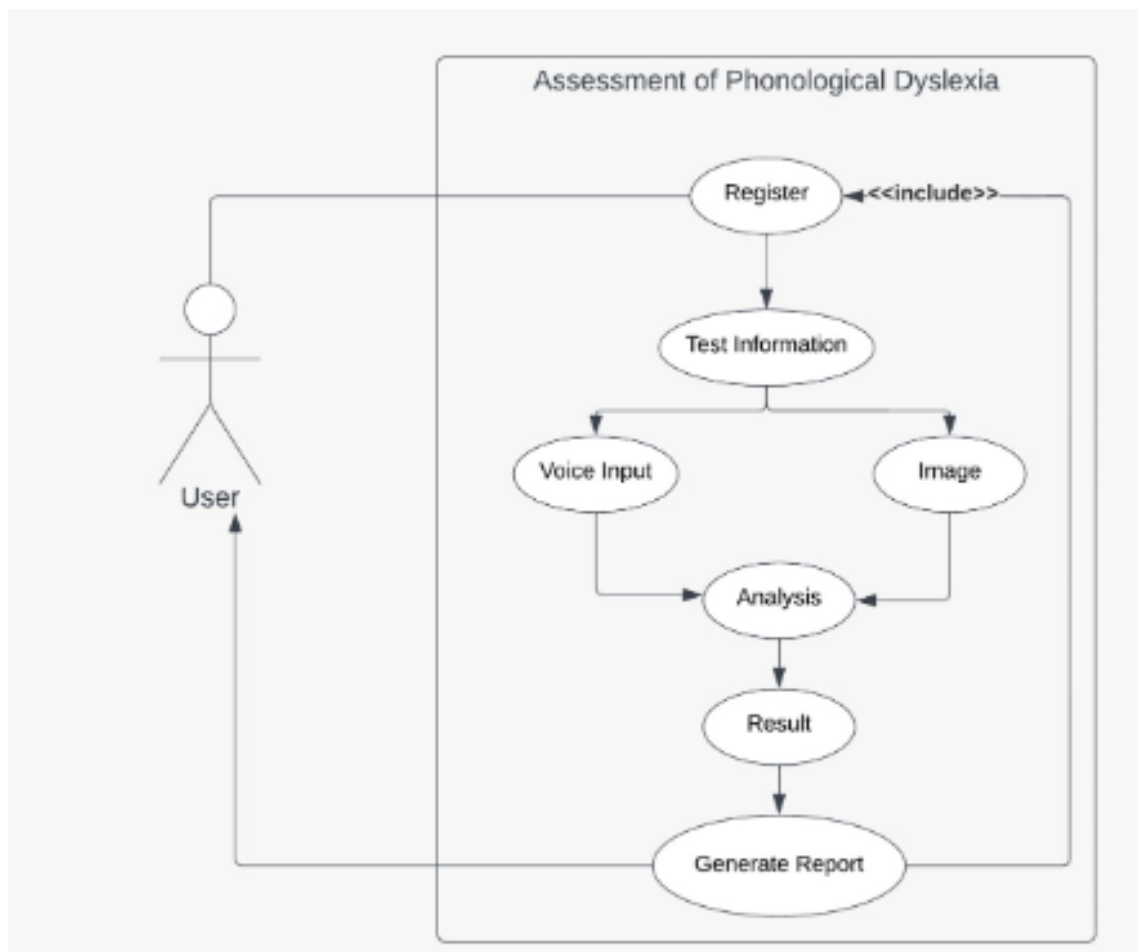 Assessment of Phonological Dyslexia
Register
<<include>>
Test Information
Voice Input
Image
User
Analysis
Result
Generate Report